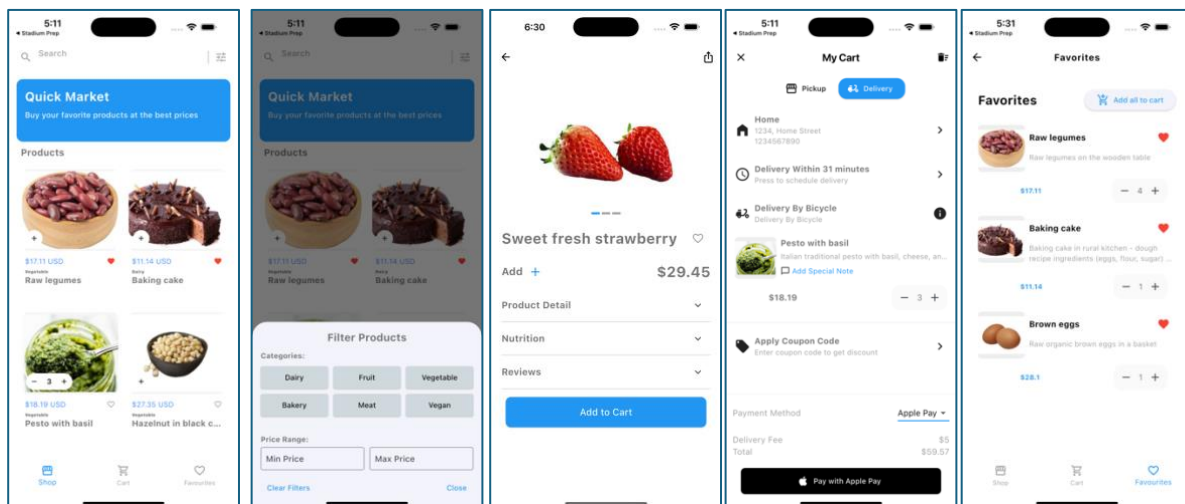 5:11
◀ Stadium Prep
Search
Quick Market
Buy your favorite products at the best prices
Products
$17.11 USD
Vegetable
Raw legumes
$11.14 USD
Dairy
Baking cake
- 3 +
$18.19 USD
Vegetable
Pesto with basil
$27.35 USD
Vegetable
Hazelnut in black c...
Shop
Cart
Favourites
5:11
◀ Stadium Prep
Search
Quick Market
Buy your favorite products at the best prices
Products
$17.11 USD
Vegetable
Raw legumes
$11.14 USD
Dairy
Baking cake
Filter Products
Categories:
Dairy
Fruit
Vegetable
Bakery
Meat
Vegan
Price Range:
Min Price
Max Price
Clear Filters
Close
6:30
Sweet fresh strawberry
Add +
$29.45
Product Detail
Nutrition
Reviews
Add to Cart
5:11
◀ Stadium Prep
My Cart
Pickup
Delivery
Home
1234, Home Street
1234567890
Delivery Within 31 minutes
Press to schedule delivery
Delivery By Bicycle
Delivery By Bicycle
Pesto with basil
Italian traditional pesto with basil, cheese, an...
Add Special Note
$18.19
- 3 +
Apply Coupon Code
Enter coupon code to get discount
Payment Method
Apple Pay
Delivery Fee
$5
Total
$59.57
Pay with Apple Pay
5:31
◀ Stadium Prep
Favorites
Favorites
Add all to cart
Raw legumes
Raw legumes on the wooden table
$17.11
- 4 +
Baking cake
Baking cake in rural kitchen - dough
recipe ingredients (eggs, flour, sugar) ...
$11.14
- 1 +
Brown eggs
Raw organic brown eggs in a basket
$28.1
- 1 +
Shop
Cart
Favourites